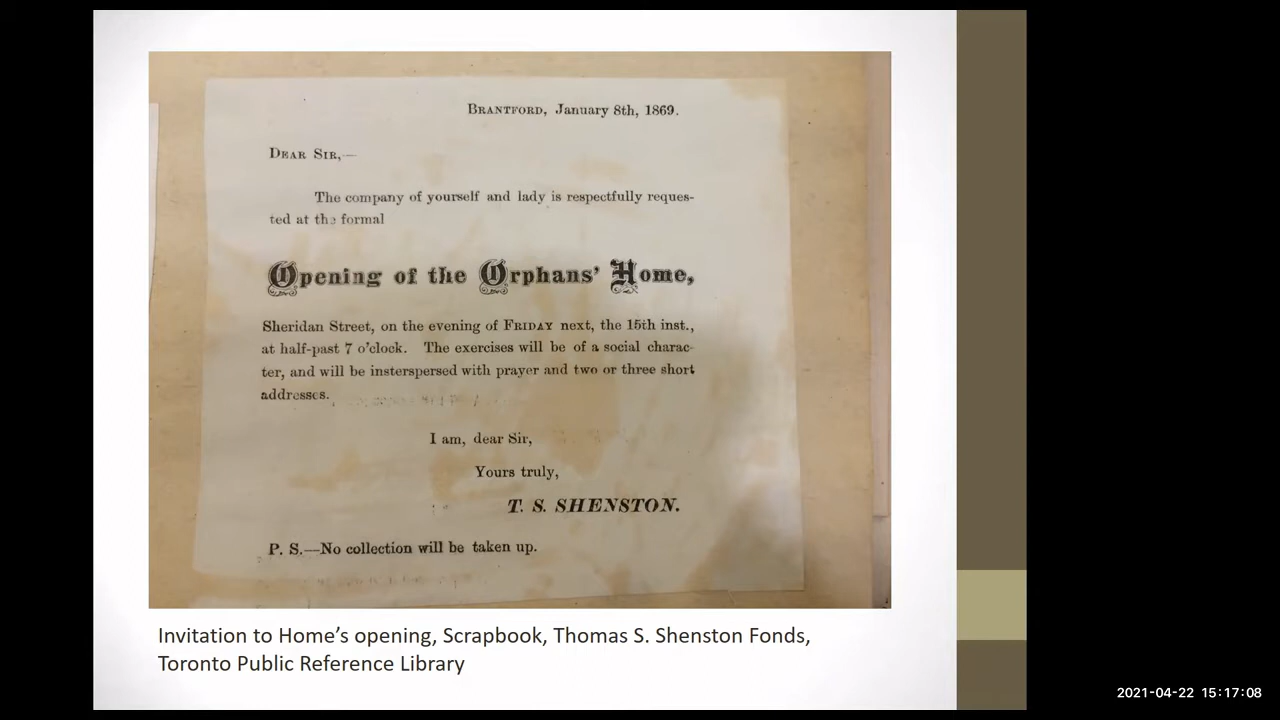 BRANTFORD, January 8th, 1869.
DEAR SIR,—
The company of yourself and lady is respectfully reques-
ted at the formal
Opening of the Orphans' Home,
Sheridan Street, on the evening of FRIDAY next, the 15th inst.,
at half-past 7 o'clock. The exercises will be of a social charac-
ter, and will be insterspersed with prayer and two or three short
addresses.
I am, dear Sir,
Yours truly,
T. S. SHENSTON.
P. S.—No collection will be taken up.
Invitation to Home's opening, Scrapbook, Thomas S. Shenston Fonds,
Toronto Public Reference Library
2021-04-22 15:17:08